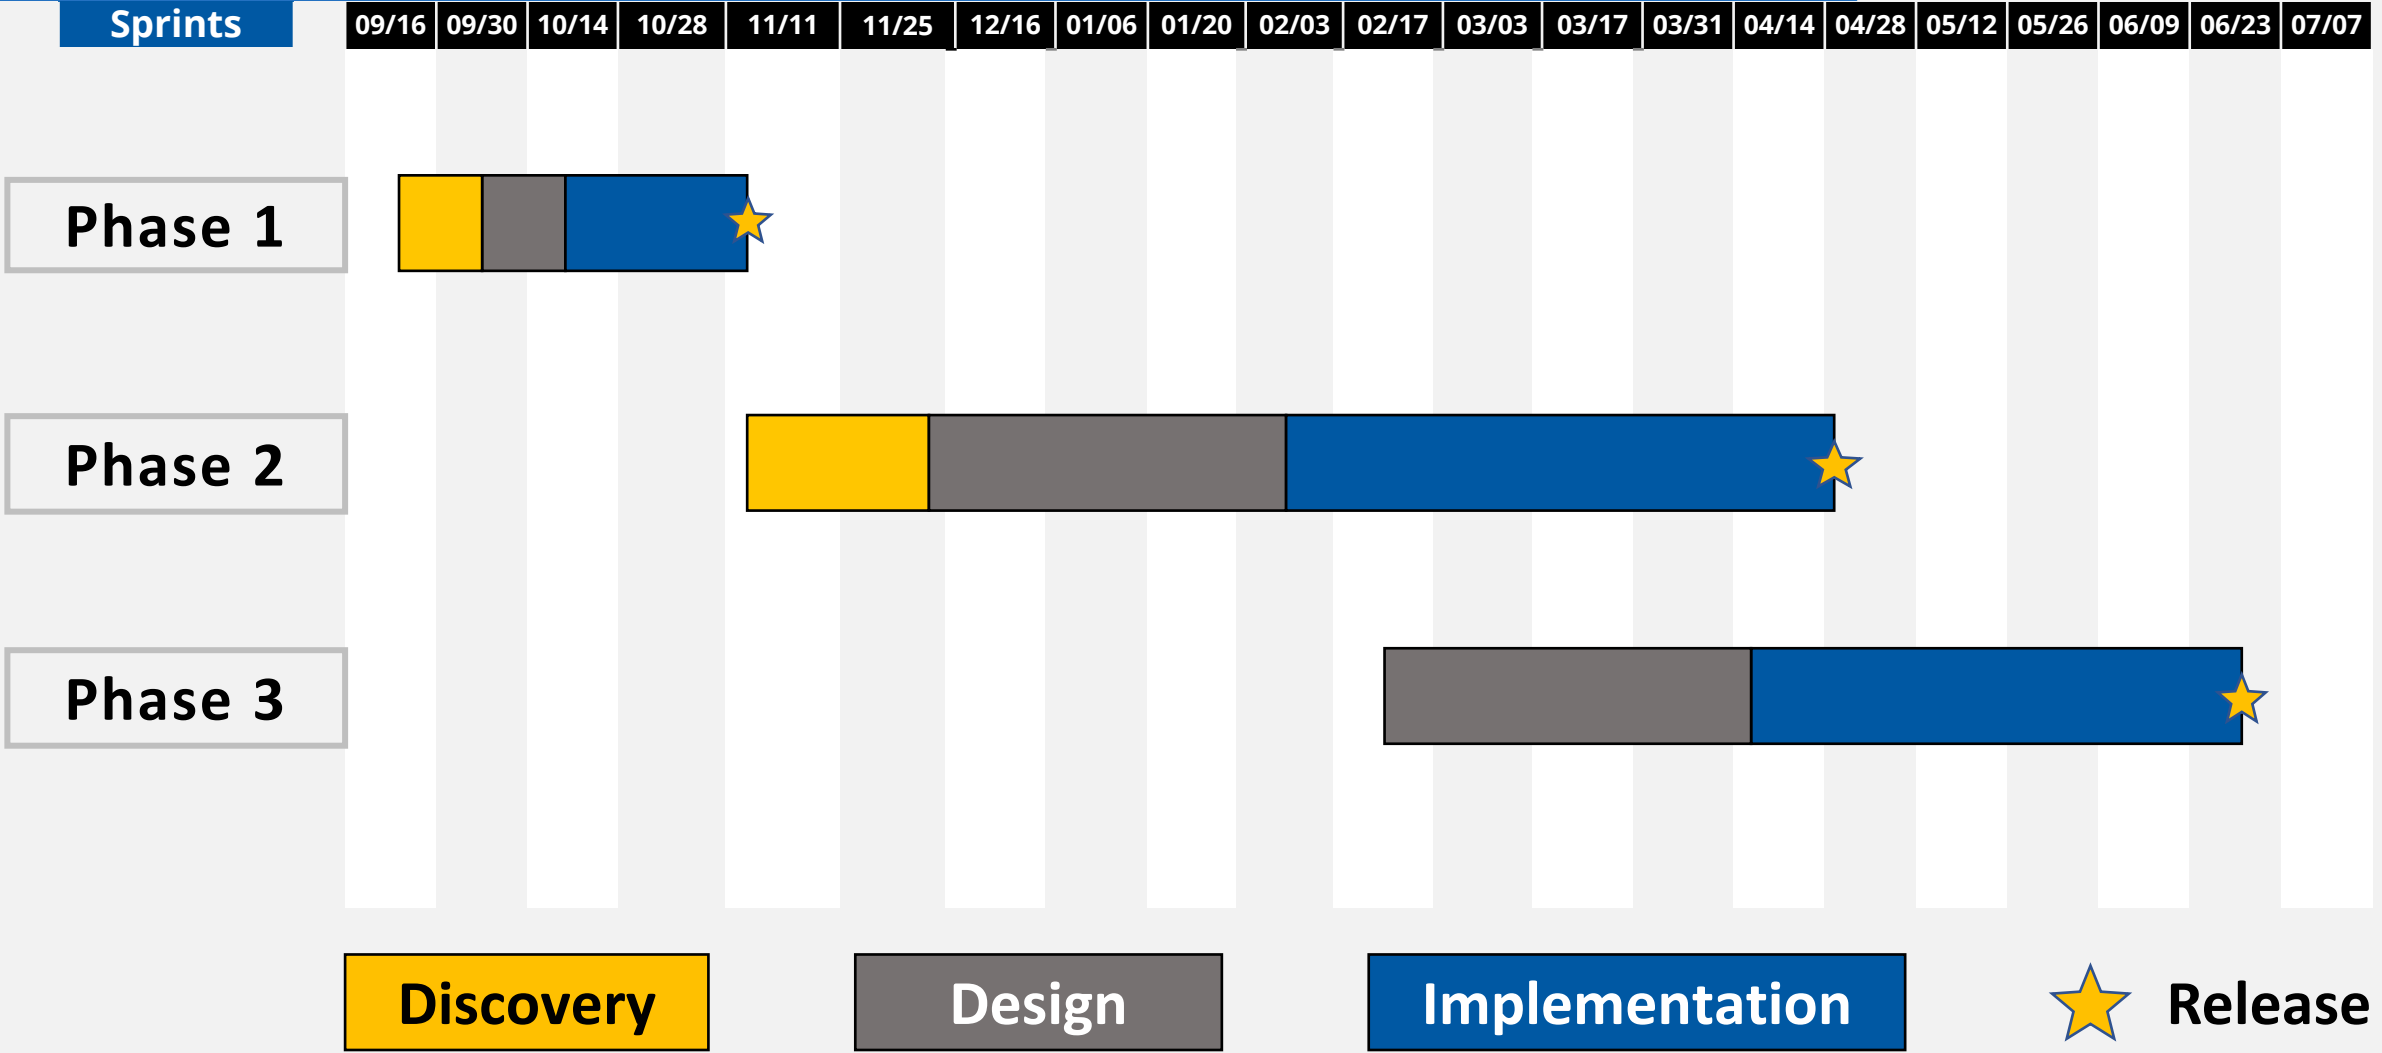 Sprints 09/16 09/30 10/14 10/28 11/11 11/25 12/16 01/06 01/20 02/03 02/17 03/03 03/17 03/31 04/14 04/28 05/12 05/26 06/09 06/23 07/07
Phase 1
Phase 2
Phase 3
Discovery Design Implementation Release